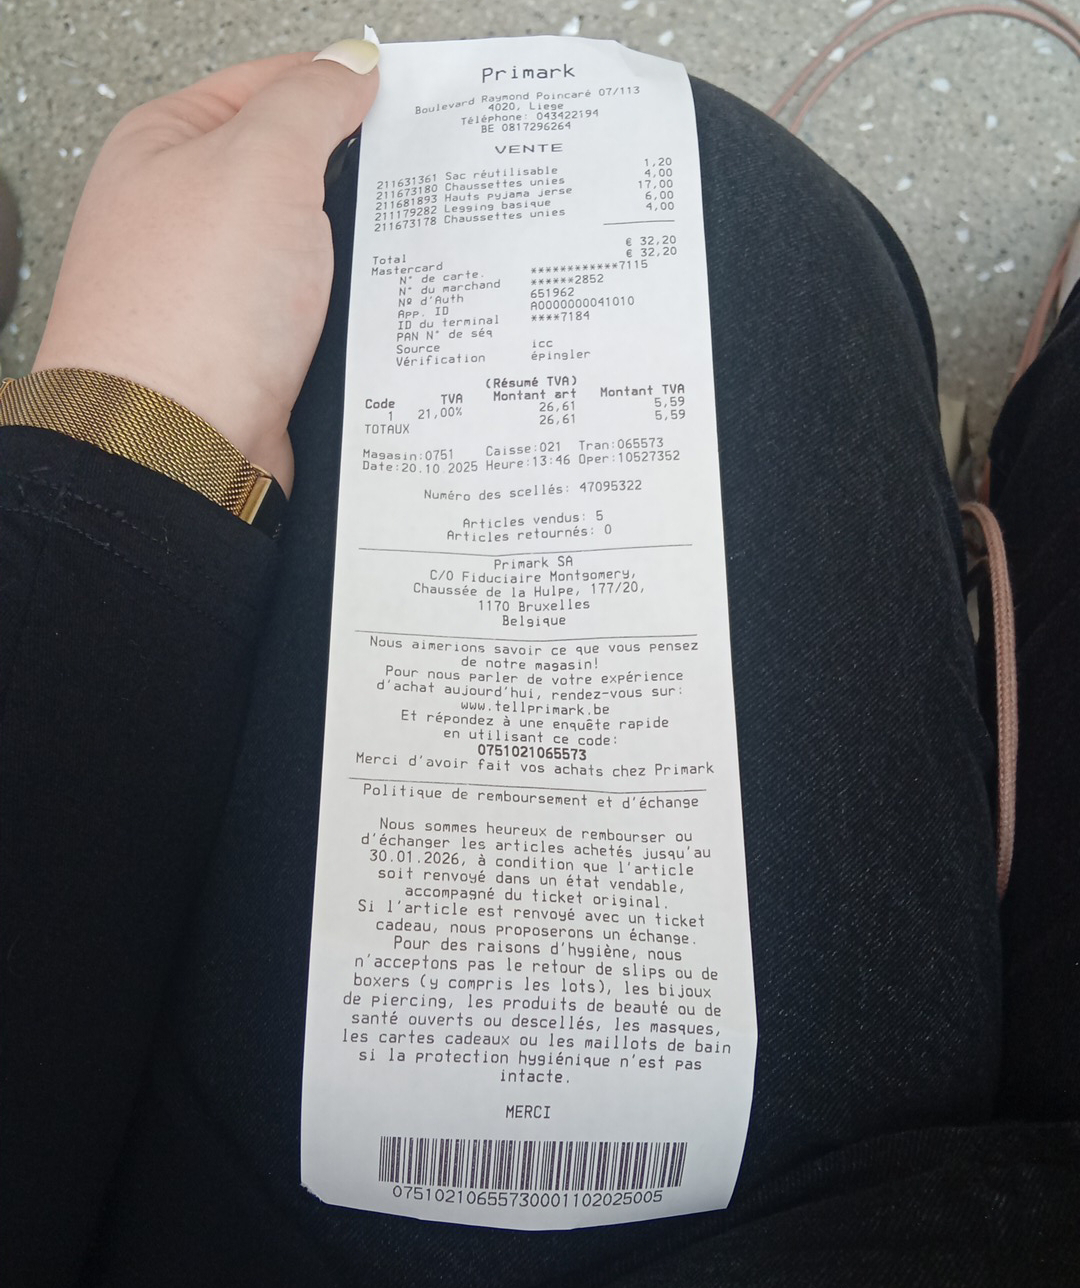 Primark
Boulevard Raymond Poincaré 07/113
4020, Liege
Téléphone: 043422194
BE 0817296264
VENTE
211631361 Sac réutilisable 1,20
211673180 Chaussettes unies 4,00
211681893 Hauts pyjama jerse 17,00
211179282 Legging basique 6,00
211673178 Chaussettes unies 4,00
Total € 32,20
Mastercard € 32,20
N° de carte. ************7115
N° du marchand ******2852
Nº d'Auth 651962
App. ID A0000000041010
ID du terminal ****7184
PAN N° de séq
Source icc
Vérification épingler
(Résumé TVA)
Code TVA Montant art Montant TVA
1 21,00% 26,61 5,59
TOTAUX 26,61 5,59
Magasin:0751 Caisse:021 Tran:065573
Date:20.10.2025 Heure:13:46 Oper:10527352
Numéro des scellés: 47095322
Articles vendus: 5
Articles retournés: 0
Primark SA
C/O Fiduciaire Montgomery,
Chaussée de la Hulpe, 177/20,
1170 Bruxelles
Belgique
Nous aimerions savoir ce que vous pensez
de notre magasin!
Pour nous parler de votre expérience
d'achat aujourd'hui, rendez-vous sur:
www.tellprimark.be
Et répondez à une enquête rapide
en utilisant ce code:
0751021065573
Merci d'avoir fait vos achats chez Primark
Politique de remboursement et d'échange
Nous sommes heureux de rembourser ou
d'échanger les articles achetés jusqu'au
30.01.2026, à condition que l'article
soit renvoyé dans un état vendable,
accompagné du ticket original.
Si l'article est renvoyé avec un ticket
cadeau, nous proposerons un échange.
Pour des raisons d'hygiène, nous
n'acceptons pas le retour de slips ou de
boxers (y compris les lots), les bijoux
de piercing, les produits de beauté ou de
santé ouverts ou descellés, les masques,
les cartes cadeaux ou les maillots de bain
si la protection hygiénique n'est pas
intacte.
MERCI
07510210655730001102025005